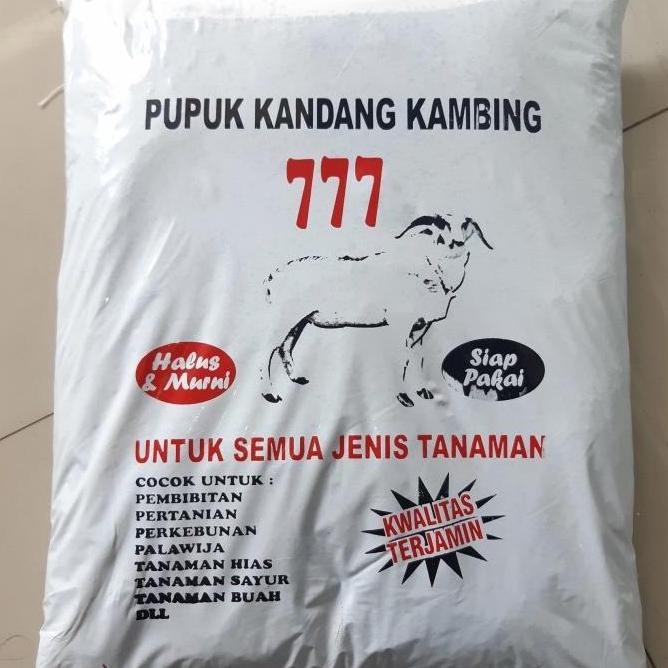 PUPUK KANDANG KAMBING
777
Halus
& Murni
Siap
Pakai
UNTUK SEMUA JENIS TANAMAN
COCOK UNTUK :
PEMBIBITAN
PERTANIAN
PERKEBUNAN
PALAWIJA
TANAMAN HIAS
TANAMAN SAYUR
TANAMAN BUAH
DLL
KWALITAS
TERJAMIN